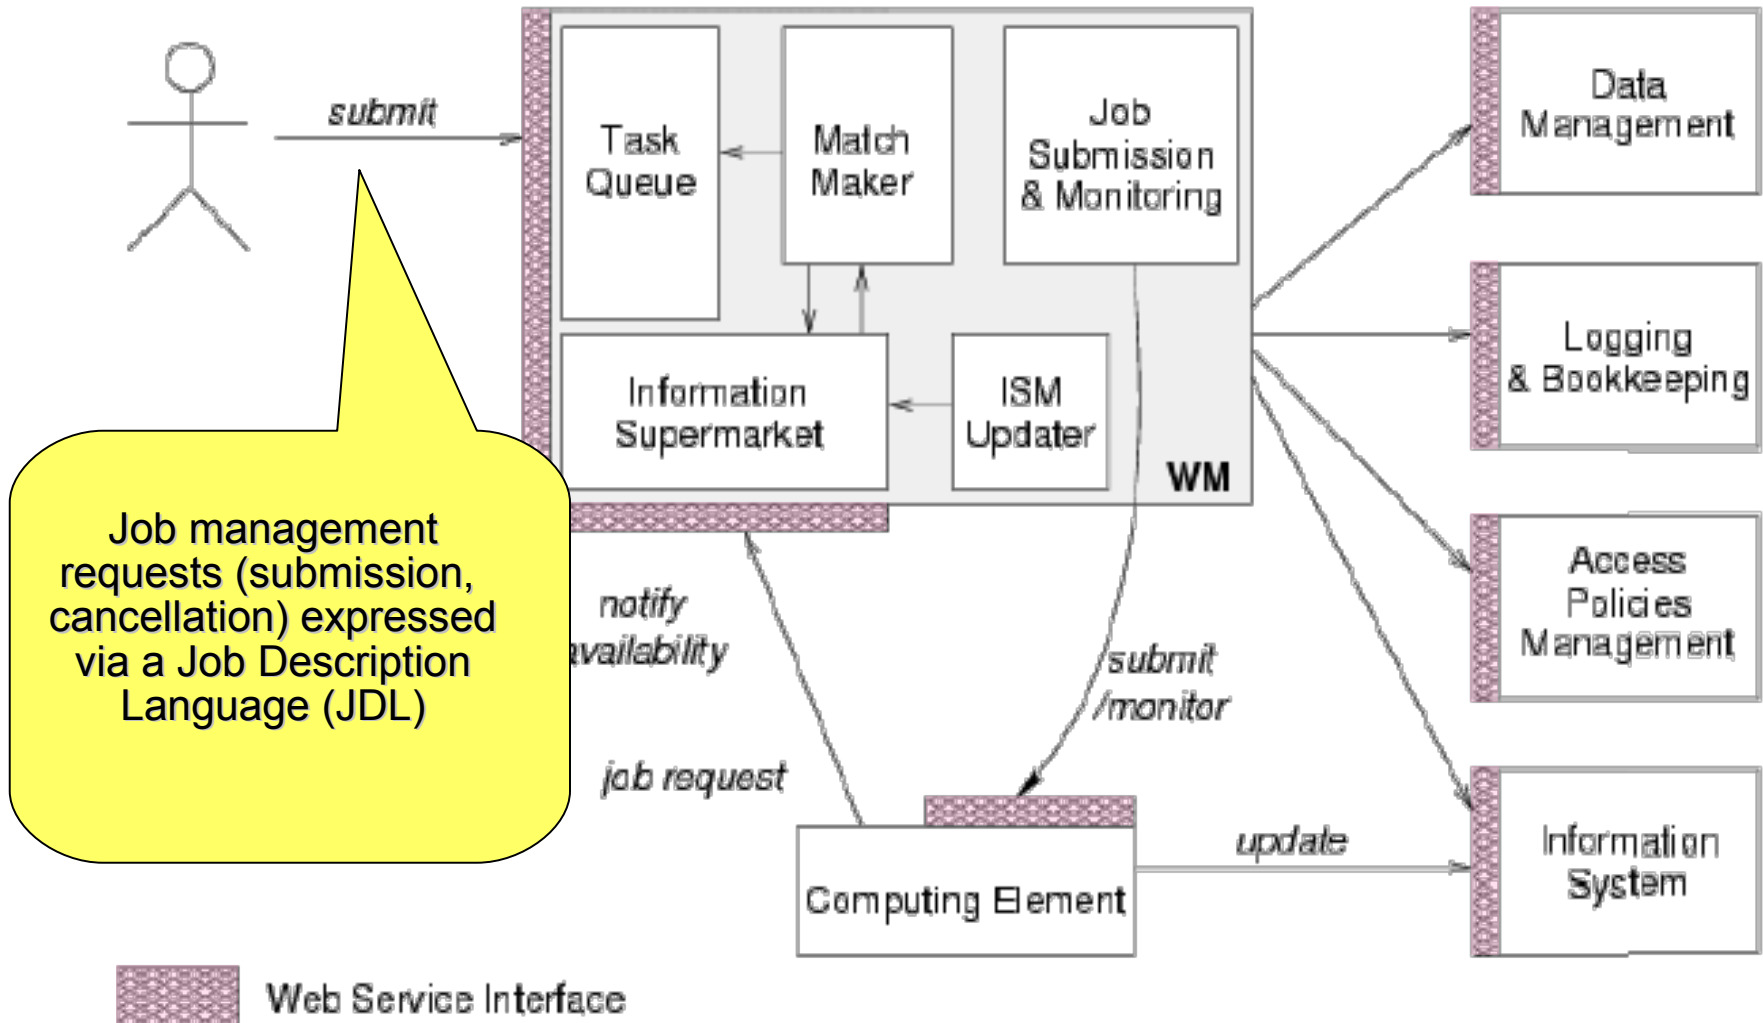 submit
Task
Queue
Match
Maker
Job
Submission
& Monitoring
Data
Management
Information
Supermarket
ISM
Updater
WM
Logging
& Bookkeeping
Job management
requests (submission,
cancellation) expressed
via a Job Description
Language (JDL)
notify
availability
job request
submit
/monitor
Access
Policies
Management
Computing Element
update
Information
System
Web Service Interface